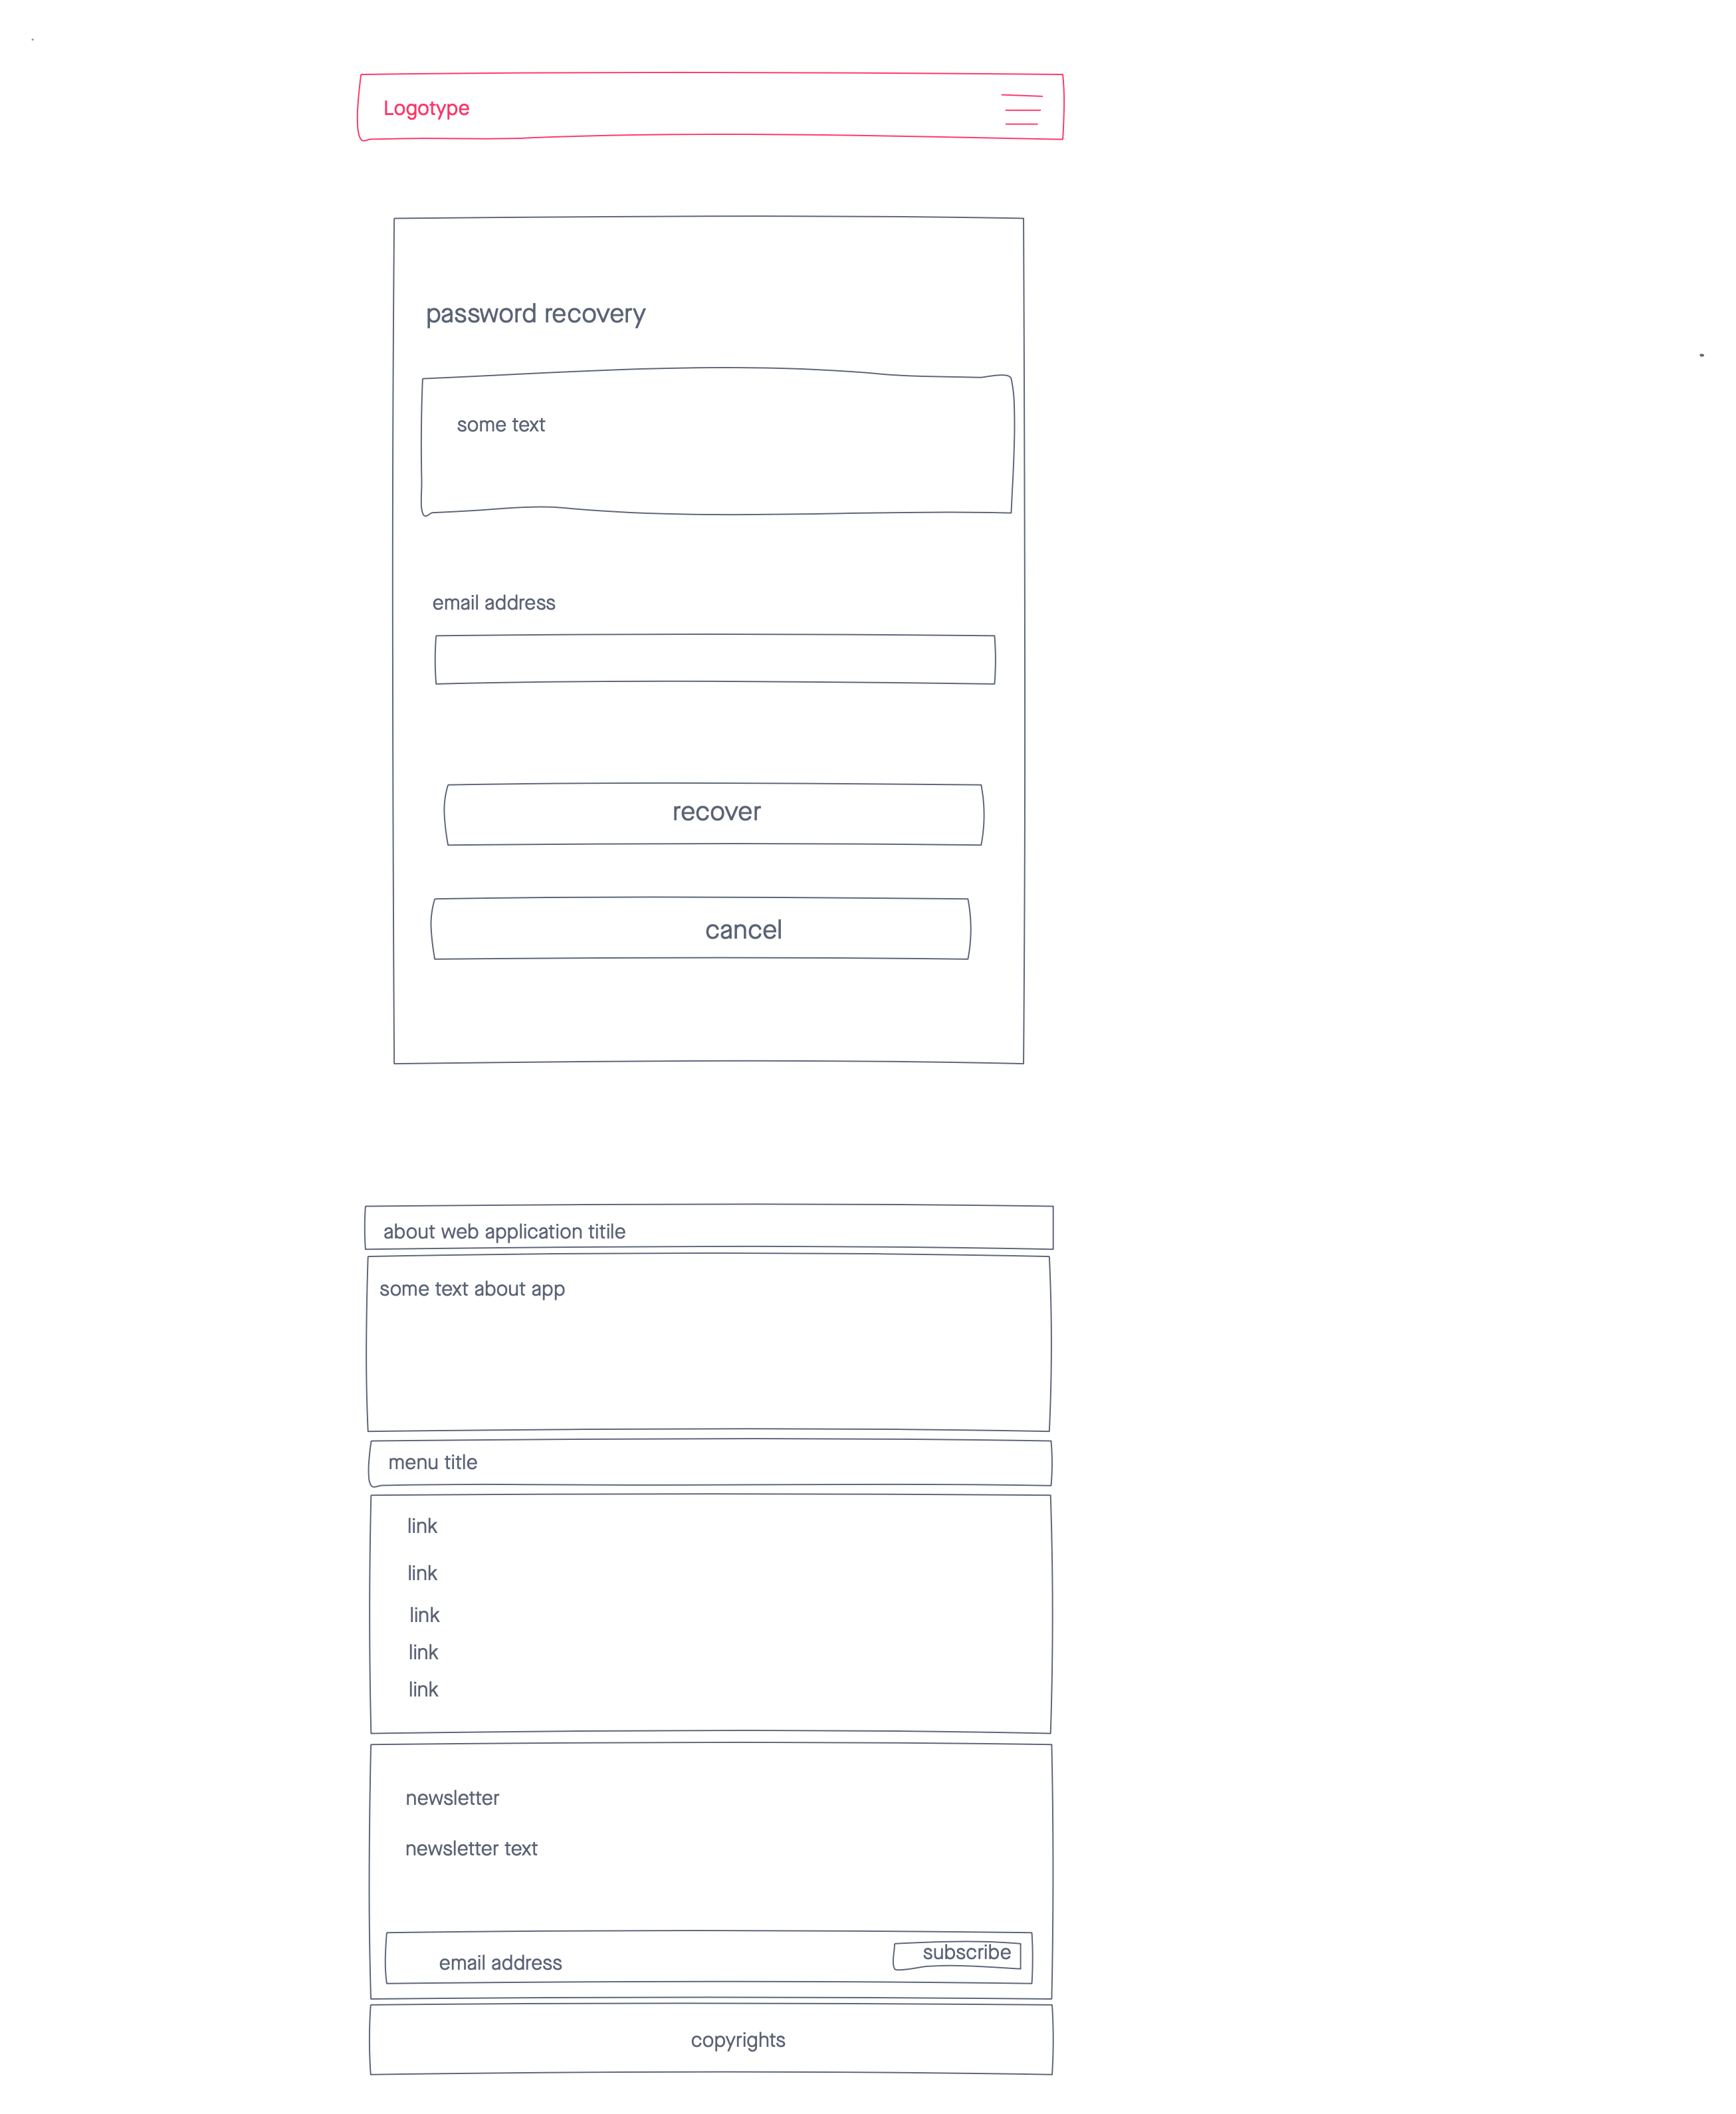 Logotype
password recovery
some text
email address
recover
cancel
about web application titile
some text about app
menu title
link
link
link
link
link
newsletter
newsletter text
email address
subscribe
copyrights